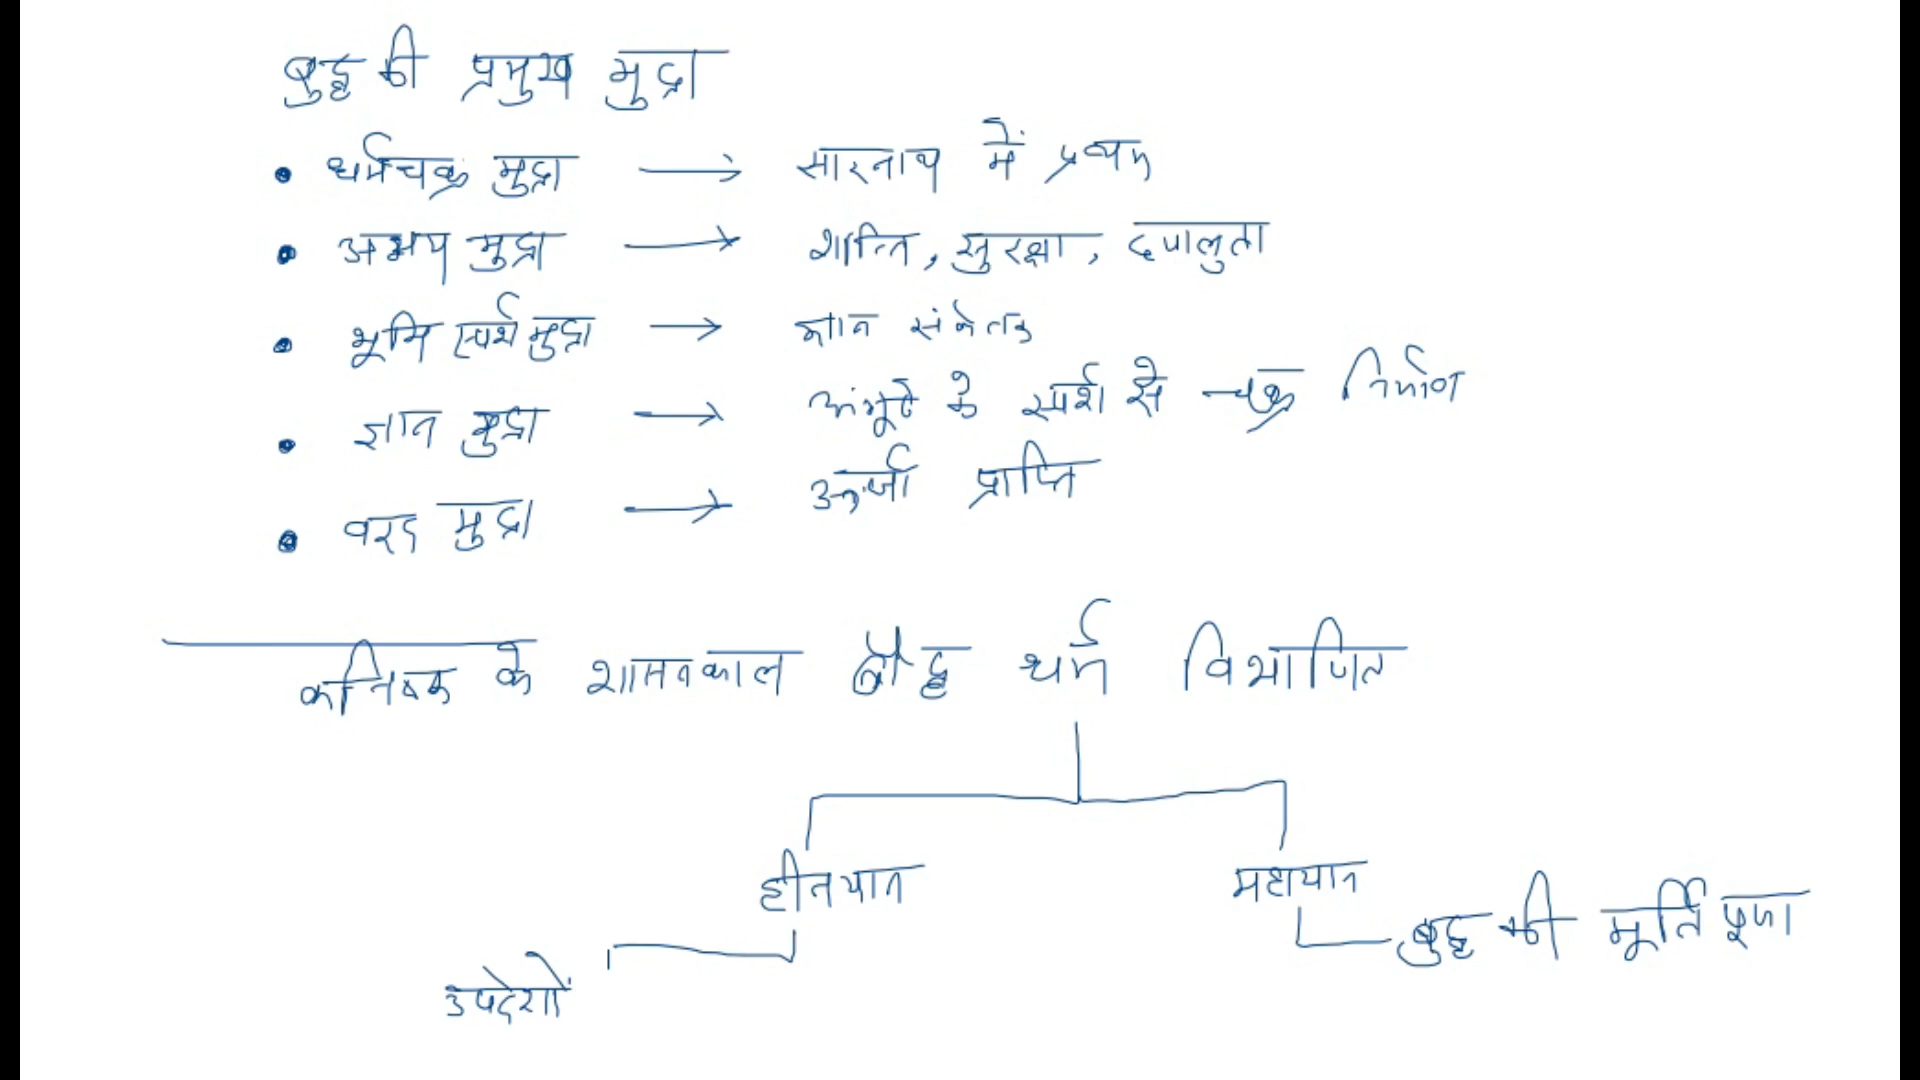 बुद्ध की प्रमुख मुद्रा
• धर्मचक्र मुद्रा → सारनाथ में प्रथम
• अभय मुद्रा → शान्ति, सुरक्षा, दयालुता
• भूमि स्पर्श मुद्रा → ज्ञान संकेतक
• ज्ञान मुद्रा → अंगूठे के स्पर्श से चक्र निर्माण
• वरद मुद्रा → ऊर्जा प्राप्ति
कनिष्क के शासनकाल बौद्ध धर्म विभाजित
हीनयान महायान
बुद्ध की मूर्ति पूजा
उपदेशों